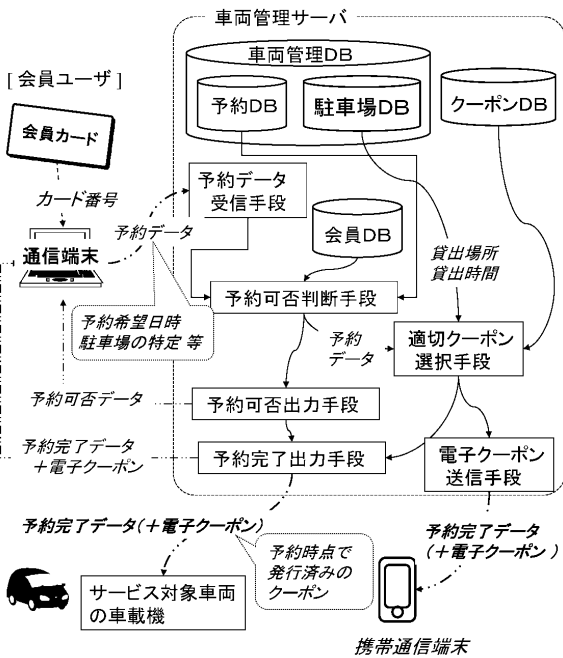 車両管理サーバ
車両管理DB
[ 会員ユーザ ]
予約DB
駐車場DB
クーポンDB
会員カード
カード番号
予約データ
受信手段
通信端末
予約データ
会員DB
貸出場所
貸出時間
予約可否判断手段
予約希望日時
駐車場の特定 等
予約
データ
適切クーポン
選択手段
予約可否データ
予約可否出力手段
予約完了データ
+電子クーポン
予約完了出力手段
電子クーポン
送信手段
予約完了データ(+電子クーポン)
予約時点で
発行済みの
クーポン
予約完了データ
(+電子クーポン )
サービス対象車両
の車載機
携帯通信端末